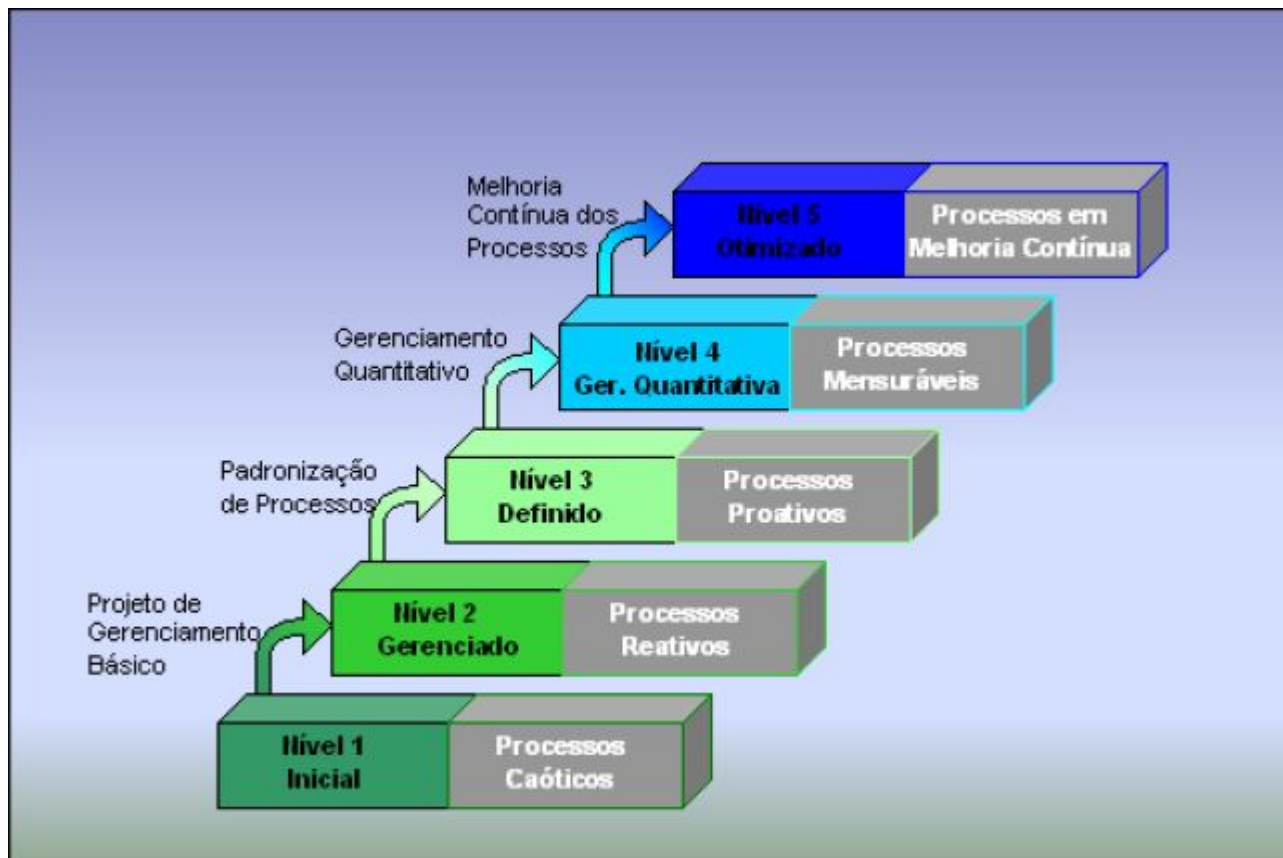 Melhoria
Contínua dos
Processos
Nível 5
Otimizado
Processos em
Melhoria Contínua
Gerenciamento
Quantitativo
Nível 4
Ger. Quantitativa
Processos
Mensuráveis
Padronização
de Processos
Nível 3
Definido
Processos
Proativos
Projeto de
Gerenciamento
Básico
Nível 2
Gerenciado
Processos
Reativos
Nível 1
Inicial
Processos
Caóticos